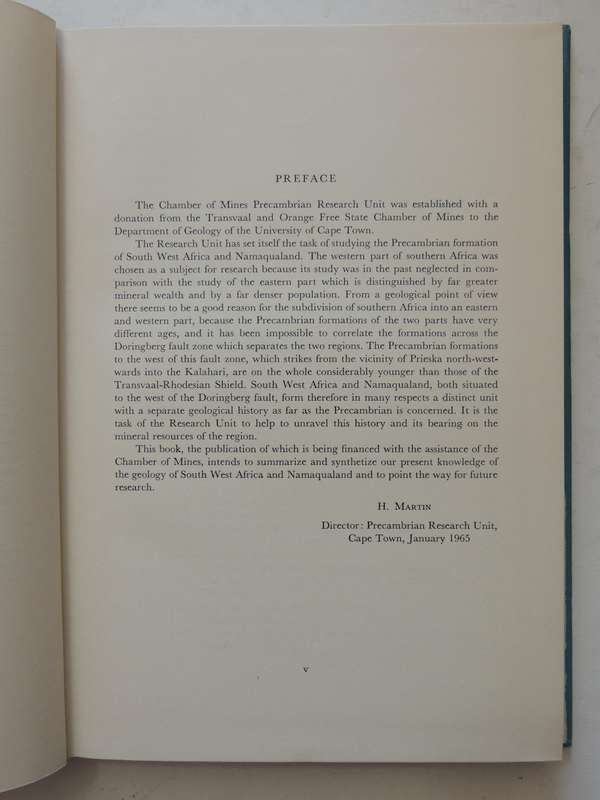 PREFACE
The Chamber of Mines Precambrian Research Unit was established with a
donation from the Transvaal and Orange Free State Chamber of Mines to the
Department of Geology of the University of Cape Town.
The Research Unit has set itself the task of studying the Precambrian formation
of South West Africa and Namaqualand. The western part of southern Africa was
chosen as a subject for research because its study was in the past neglected in com-
parison with the study of the eastern part which is distinguished by far greater
mineral wealth and by a far denser population. From a geological point of view
there seems to be a good reason for the subdivision of southern Africa into an eastern
and western part, because the Precambrian formations of the two parts have very
different ages, and it has been impossible to correlate the formations across the
Doringberg fault zone which separates the two regions. The Precambrian formations
to the west of this fault zone, which strikes from the vicinity of Prieska north-west-
wards into the Kalahari, are on the whole considerably younger than those of the
Transvaal-Rhodesian Shield. South West Africa and Namaqualand, both situated
to the west of the Doringberg fault, form therefore in many respects a distinct unit
with a separate geological history as far as the Precambrian is concerned. It is the
task of the Research Unit to help to unravel this history and its bearing on the
mineral resources of the region.
This book, the publication of which is being financed with the assistance of the
Chamber of Mines, intends to summarize and synthetize our present knowledge of
the geology of South West Africa and Namaqualand and to point the way for future
research.
H. MARTIN
Director: Precambrian Research Unit,
Cape Town, January 1965
v